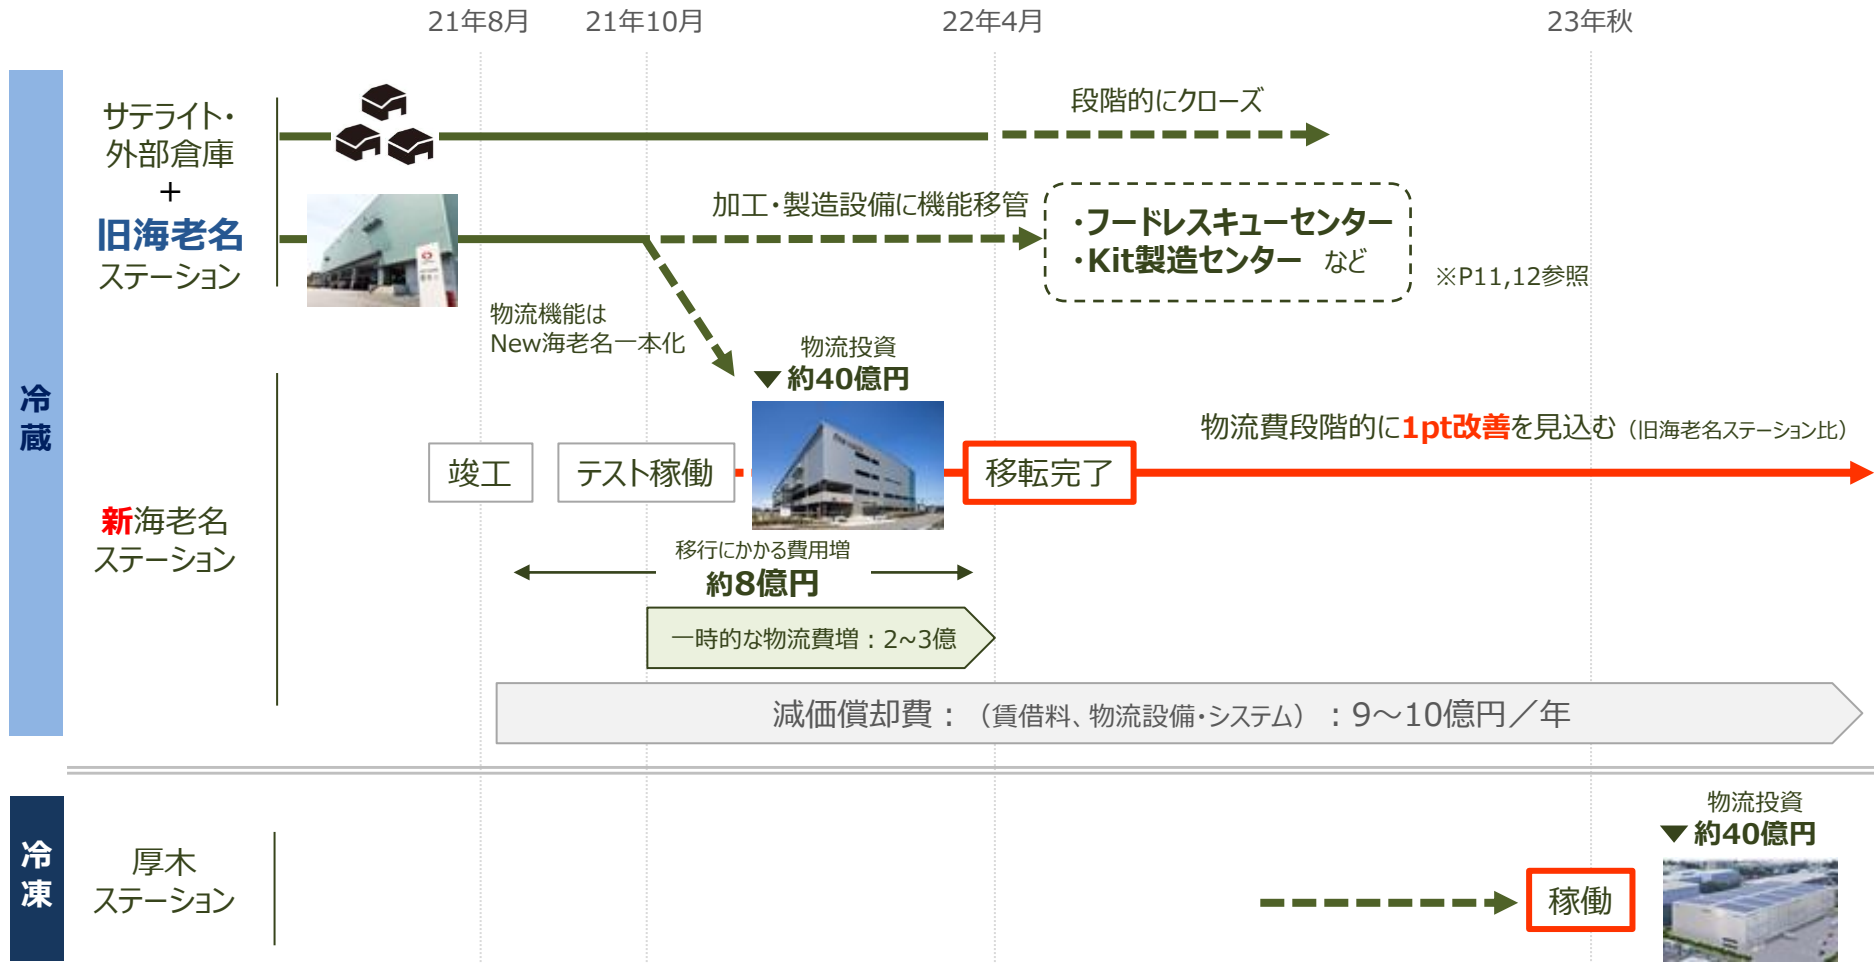 21年8月
21年10月
22年4月
23年秋
冷
蔵
サテライト・
外部倉庫
+
旧海老名
ステーション
段階的にクローズ
加工・製造設備に機能移管
・フードレスキューセンター
・Kit製造センター など
※P11,12参照
物流機能は
New海老名一本化
新海老名
ステーション
物流投資
▼約40億円
竣工
テスト稼働
移転完了
物流費段階的に1pt改善を見込む（旧海老名ステーション比）
移行にかかる費用増
約8億円
一時的な物流費増：2~3億
減価償却費：（賃借料、物流設備・システム）：9～10億円／年
冷
凍
厚木
ステーション
稼働
物流投資
▼約40億円